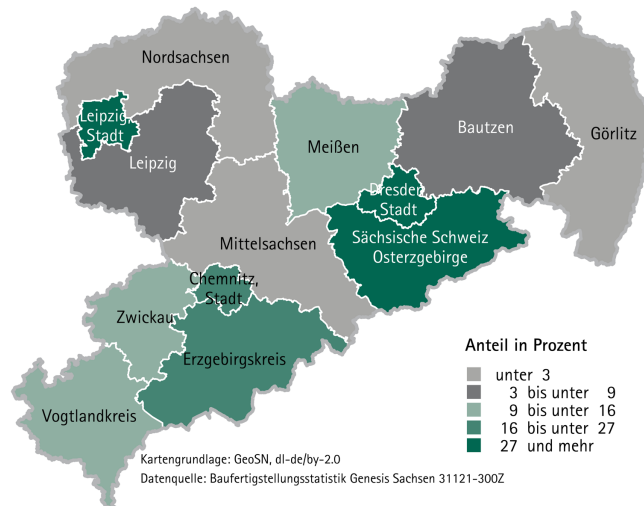 Nordsachsen
Leipzig,
Stadt
Leipzig
Meißen
Bautzen
Görlitz
Dresden,
Stadt
Sächsische Schweiz
Osterzgebirge
Mittelsachsen
Chemnitz,
Stadt
Zwickau
Erzgebirgskreis
Vogtlandkreis
Anteil in Prozent
unter 3
3 bis unter 9
9 bis unter 16
16 bis unter 27
27 und mehr
Kartengrundlage: GeoSN, dl-de/by-2.0
Datenquelle: Baufertigstellungsstatistik Genesis Sachsen 31121-300Z